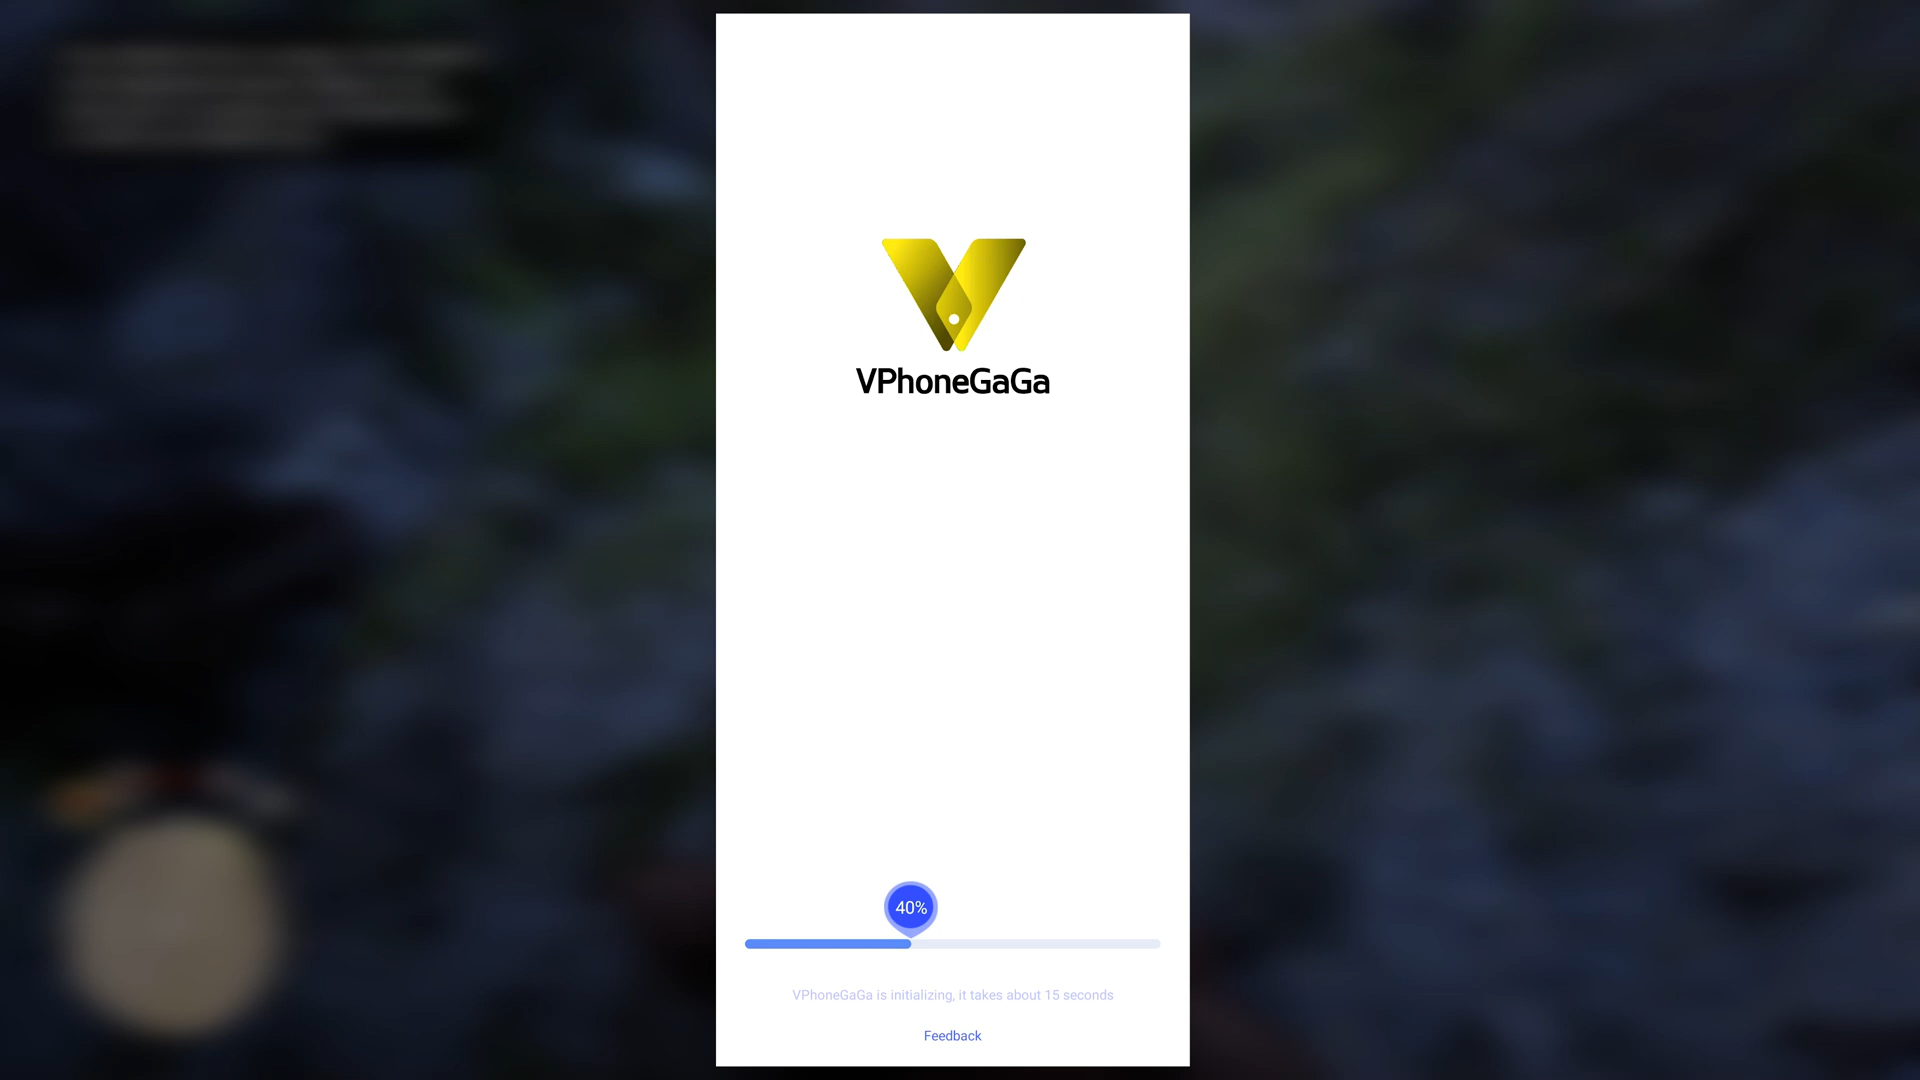 VPhoneGaGa
40%
VPhoneGaGa is initializing, it takes about 15 seconds
Feedback